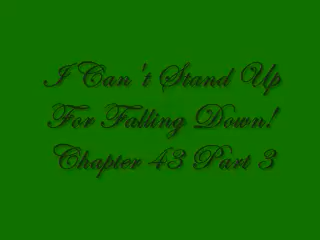 I Can't Stand Up
For Falling Down!
Chapter 43 Part 3